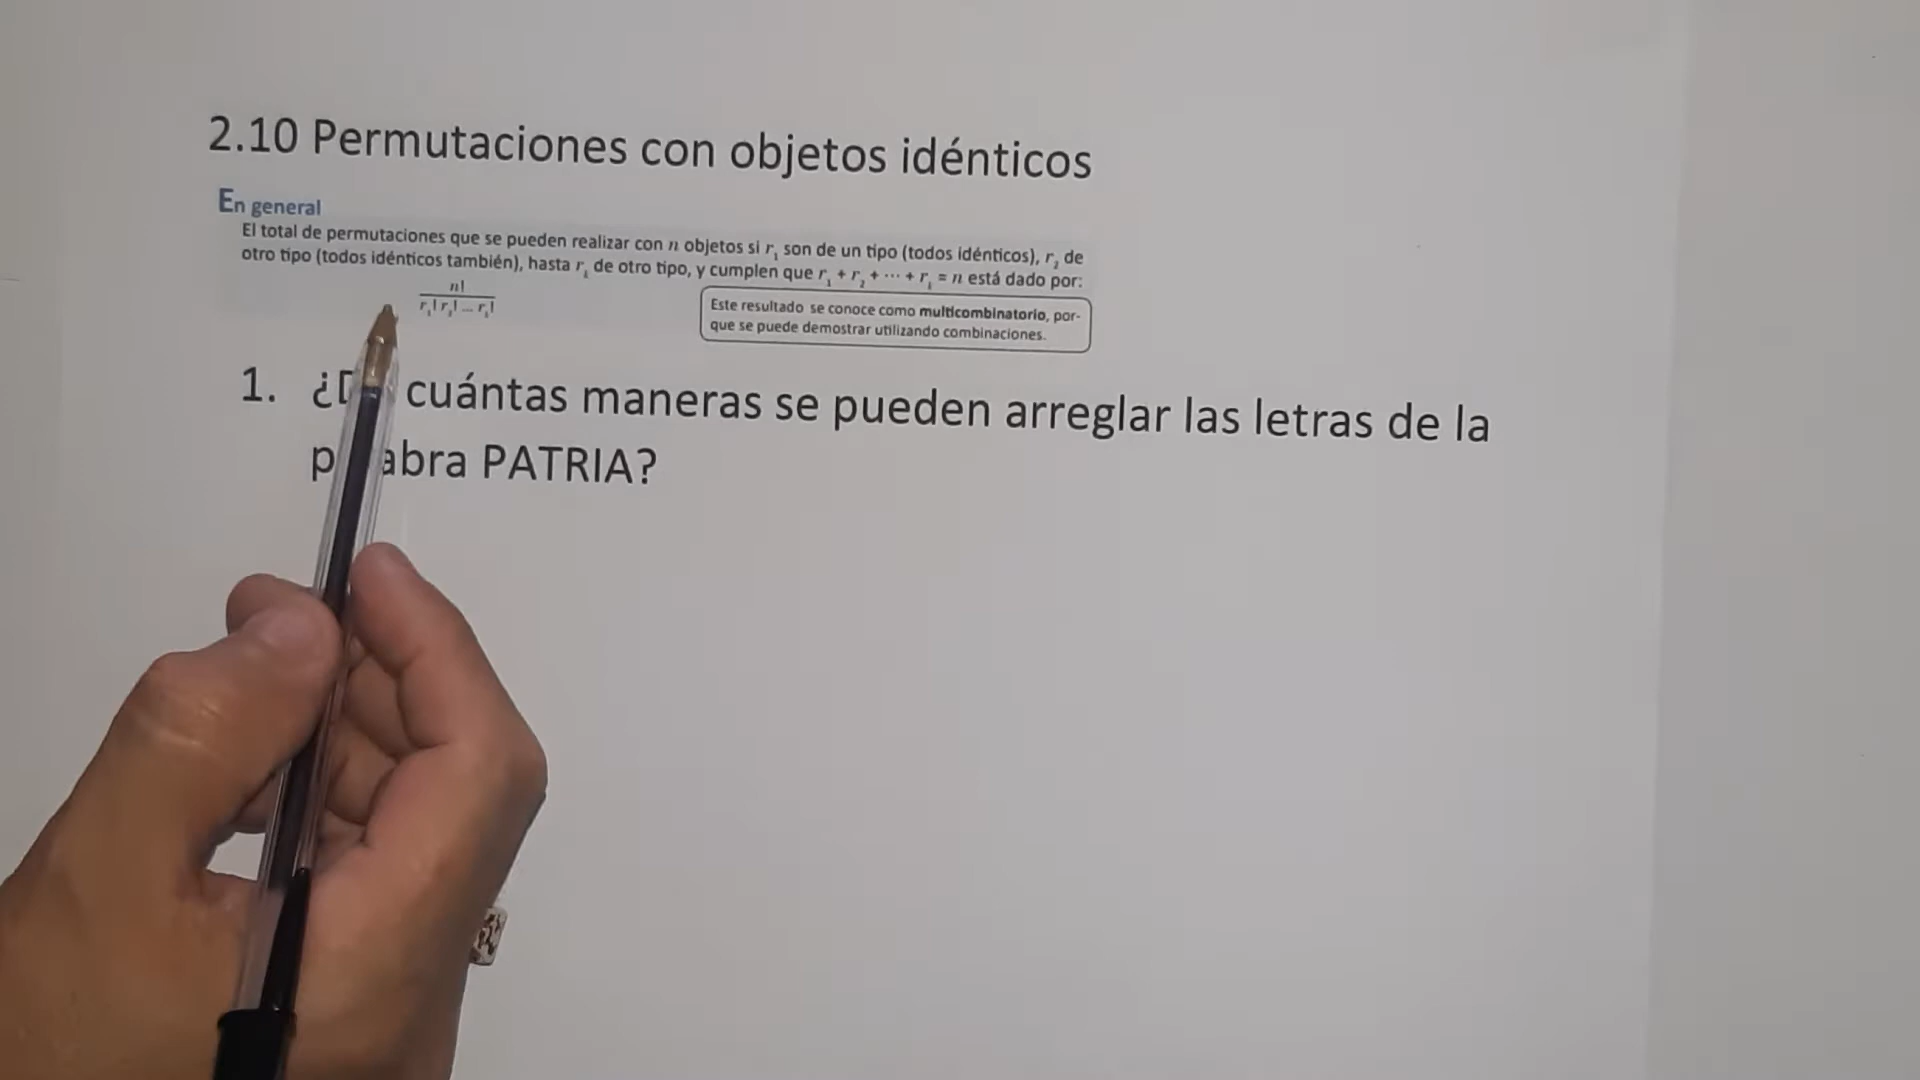 2.10 Permutaciones con objetos idénticos
En general
El total de permutaciones que se pueden realizar con n objetos si r₁ son de un tipo (todos idénticos), r₂ de
otro tipo (todos idénticos también), hasta rₖ de otro tipo, y cumplen que r₁ + r₂ + ⋯ + rₖ = n está dado por:
n!
r₁! r₂! ... rₖ!
Este resultado se conoce como multicombinatorio, por-
que se puede demostrar utilizando combinaciones.
1. ¿D cuántas maneras se pueden arreglar las letras de la
p abra PATRIA?